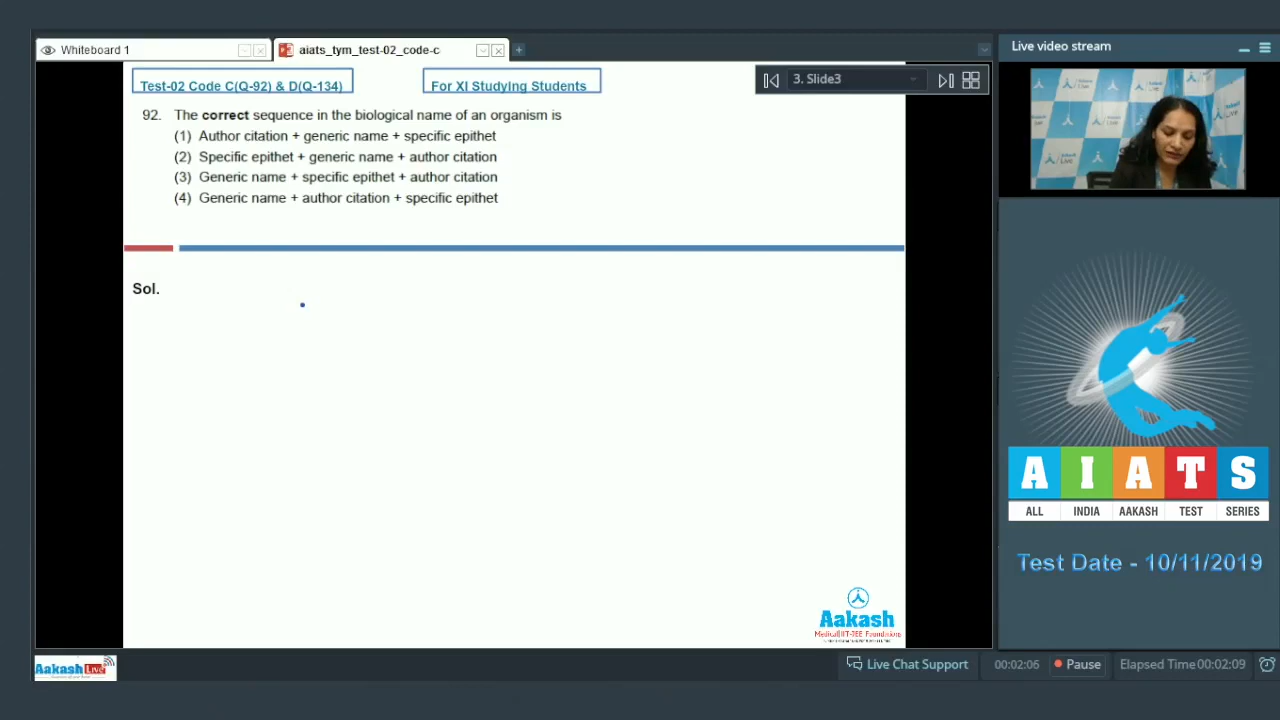 Whiteboard 1
aiats_tym_test-02_code-c
Live video stream
Test-02 Code C(Q-92) & D(Q-134)
For XI Studying Students
3. Slide3
92. The correct sequence in the biological name of an organism is
(1) Author citation + generic name + specific epithet
(2) Specific epithet + generic name + author citation
(3) Generic name + specific epithet + author citation
(4) Generic name + author citation + specific epithet
Sol.
A I A T S
ALL INDIA AAKASH TEST SERIES
Test Date - 10/11/2019
Aakash
Medical|IIT-JEE|Foundations
Aakash Live
Live Chat Support
00:02:06
Pause
Elapsed Time 00:02:09